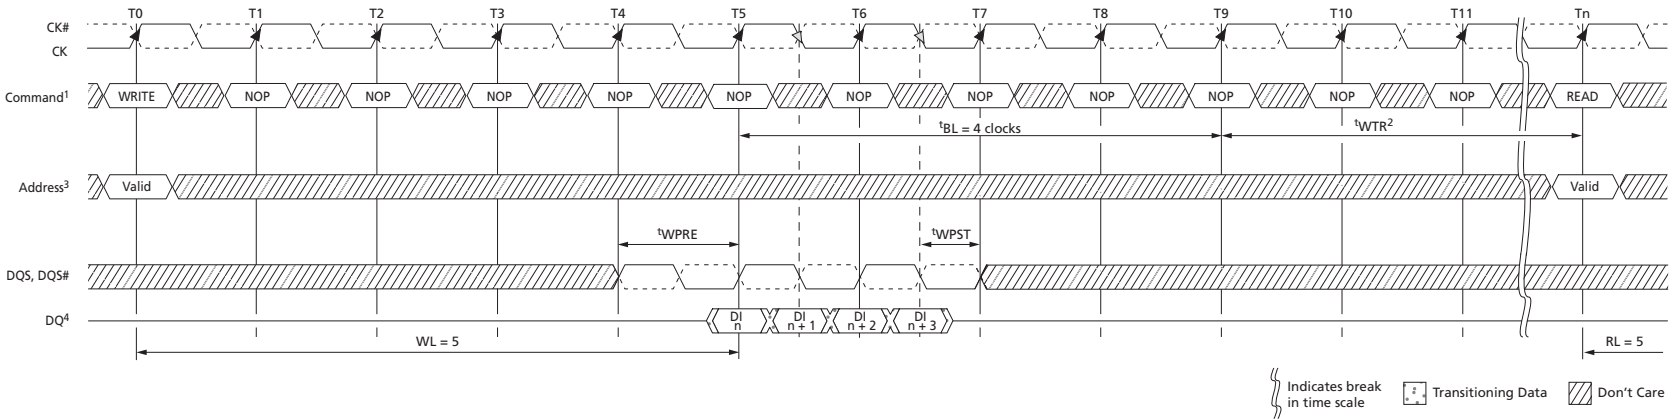 T0 T1 T2 T3 T4 T5 T6 T7 T8 T9 T10 T11 Tn
CK#
CK
Command¹ WRITE NOP NOP NOP NOP NOP NOP NOP NOP NOP NOP NOP READ
ᵗBL = 4 clocks ᵗWTR²
Address³ Valid Valid
ᵗWPRE ᵗWPST
DQS, DQS#
DQ⁴ DI n DI n + 1 DI n + 2 DI n + 3
WL = 5 RL = 5
Indicates break in time scale Transitioning Data Don't Care